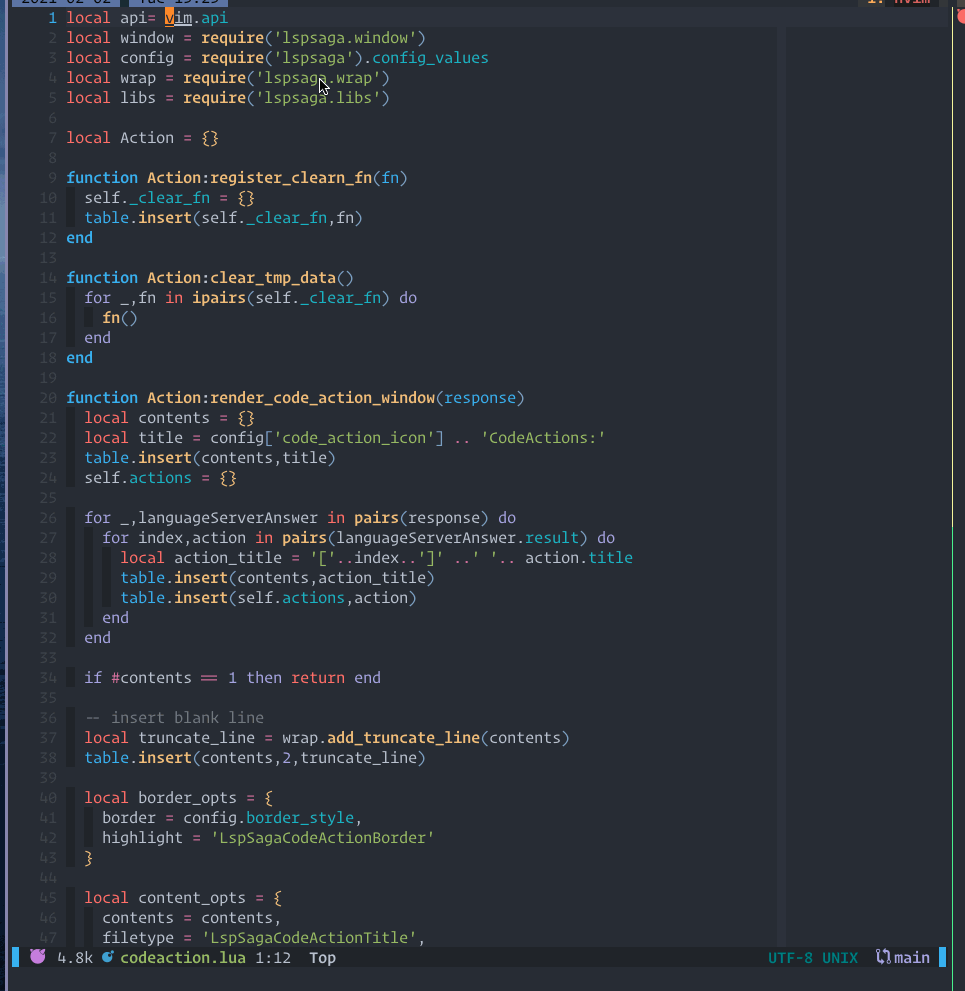 2021-02-02 Tue 19:29 1: nvim
1 local api= vim.api
2 local window = require('lspsaga.window')
3 local config = require('lspsaga').config_values
4 local wrap = require('lspsaga.wrap')
5 local libs = require('lspsaga.libs')
6
7 local Action = {}
8
9 function Action:register_clearn_fn(fn)
10   self._clear_fn = {}
11   table.insert(self._clear_fn,fn)
12 end
13
14 function Action:clear_tmp_data()
15   for _,fn in ipairs(self._clear_fn) do
16     fn()
17   end
18 end
19
20 function Action:render_code_action_window(response)
21   local contents = {}
22   local title = config['code_action_icon'] .. 'CodeActions:'
23   table.insert(contents,title)
24   self.actions = {}
25
26   for _,languageServerAnswer in pairs(response) do
27     for index,action in pairs(languageServerAnswer.result) do
28       local action_title = '['..index..']' ..' '.. action.title
29       table.insert(contents,action_title)
30       table.insert(self.actions,action)
31     end
32   end
33
34   if #contents == 1 then return end
35
36   -- insert blank line
37   local truncate_line = wrap.add_truncate_line(contents)
38   table.insert(contents,2,truncate_line)
39
40   local border_opts = {
41     border = config.border_style,
42     highlight = 'LspSagaCodeActionBorder'
43   }
44
45   local content_opts = {
46     contents = contents,
47     filetype = 'LspSagaCodeActionTitle',
4.8k codeaction.lua 1:12 Top UTF-8 UNIX main